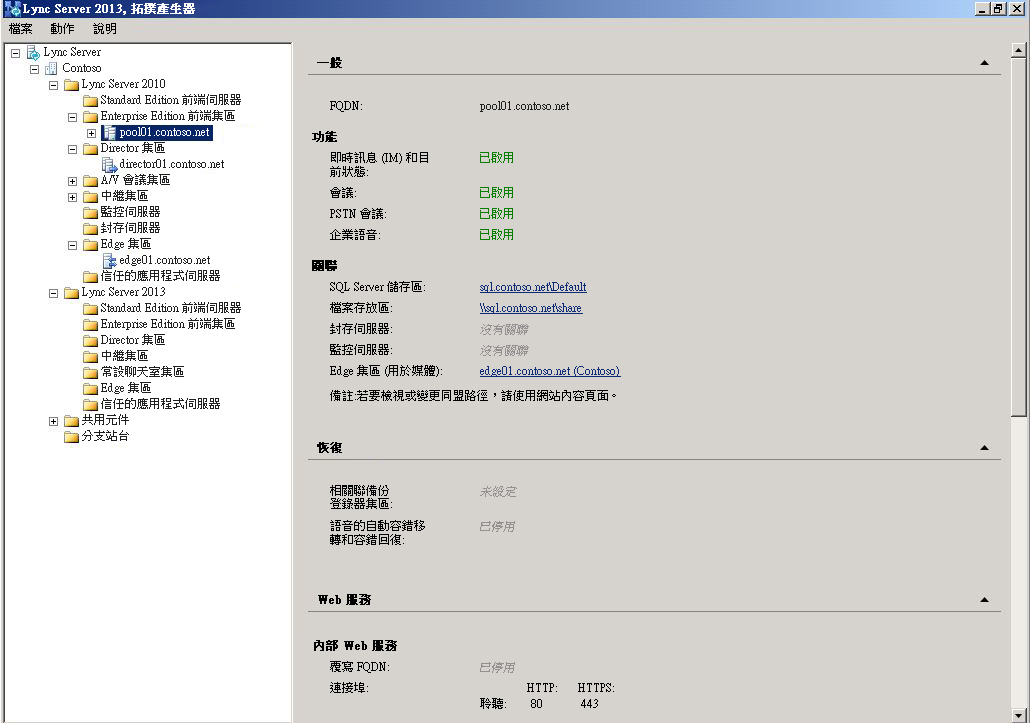 Lync Server 2013, 拓撲產生器
檔案 動作 說明
Lync Server
Contoso
Lync Server 2010
Standard Edition 前端伺服器
Enterprise Edition 前端集區
pool01.contoso.net
Director 集區
director01.contoso.net
A/V 會議集區
中繼集區
監控伺服器
封存伺服器
Edge 集區
edge01.contoso.net
信任的應用程式伺服器
Lync Server 2013
Standard Edition 前端伺服器
Enterprise Edition 前端集區
Director 集區
中繼集區
常設聊天室集區
Edge 集區
信任的應用程式伺服器
共用元件
分支站台
一般
FQDN: pool01.contoso.net
功能
即時訊息 (IM) 和目 已啟用
前狀態:
會議: 已啟用
PSTN 會議: 已啟用
企業語音: 已啟用
關聯
SQL Server 儲存區: sql.contoso.net\Default
檔案存放區: \\sql.contoso.net\share
封存伺服器: 沒有關聯
監控伺服器: 沒有關聯
Edge 集區 (用於媒體): edge01.contoso.net (Contoso)
備註:若要檢視或變更同盟路徑，請使用網站內容頁面。
恢復
相關聯備份 未設定
登錄器集區:
語音的自動容錯移 已停用
轉和容錯回復:
Web 服務
內部 Web 服務
覆寫 FQDN: 已停用
連接埠: HTTP: HTTPS:
聆聽: 80 443